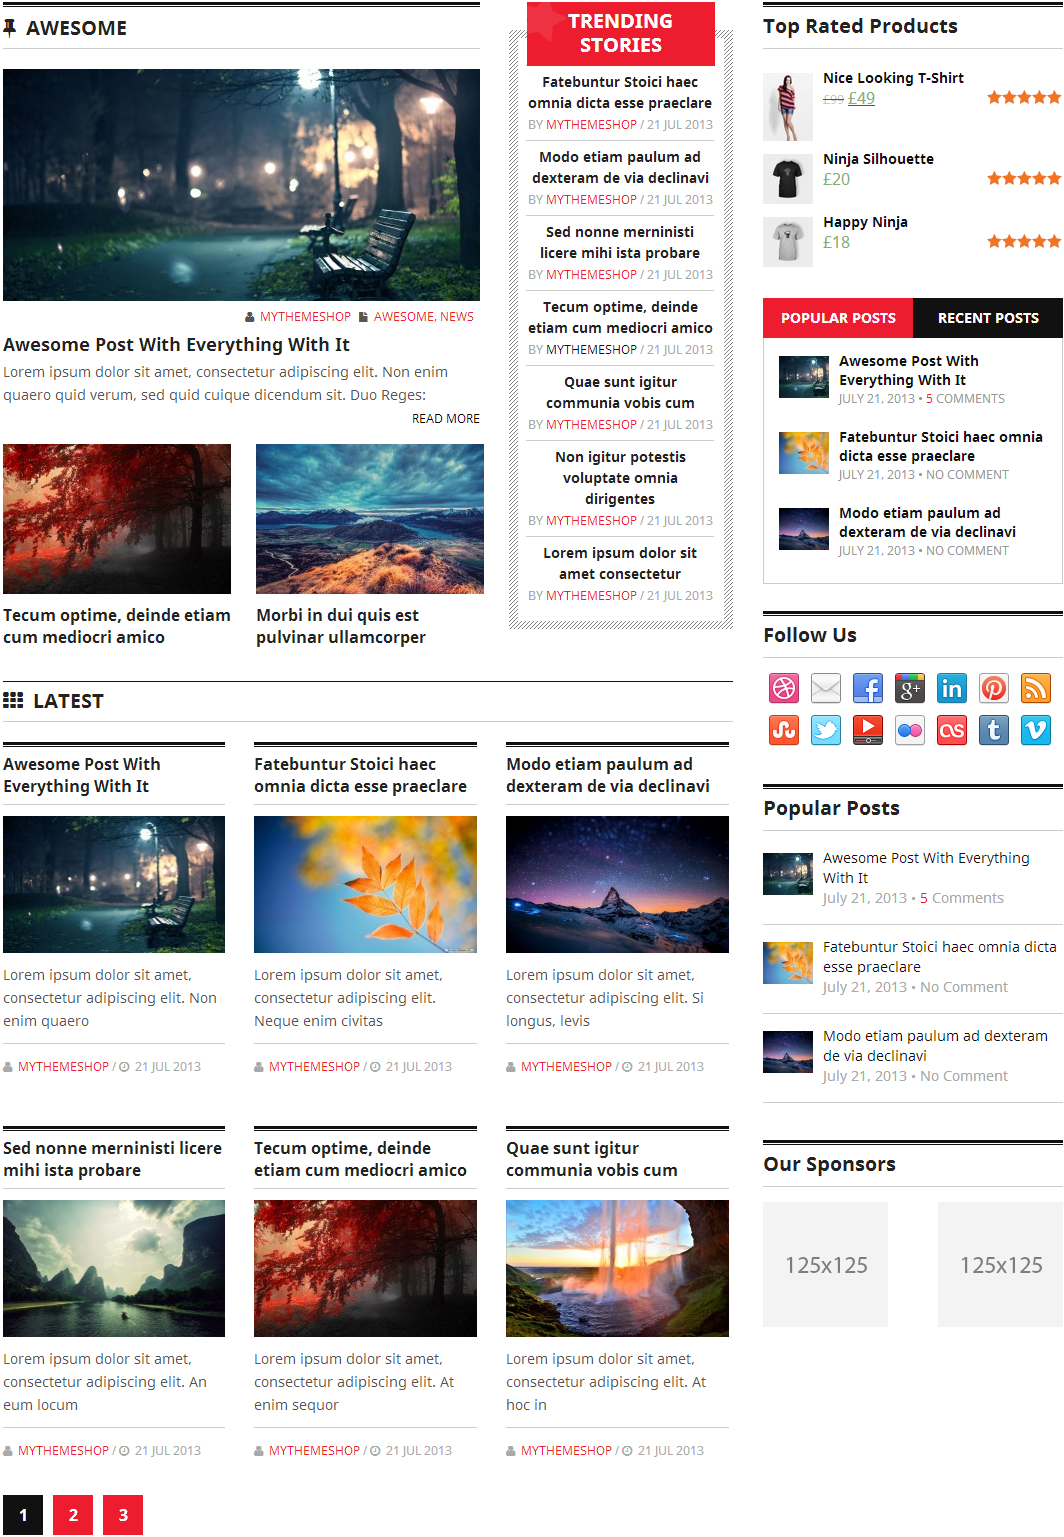 AWESOME
MYTHEMESHOP AWESOME, NEWS
Awesome Post With Everything With It
Lorem ipsum dolor sit amet, consectetur adipiscing elit. Non enim
quaero quid verum, sed quid cuique dicendum sit. Duo Reges:
READ MORE
Tecum optime, deinde etiam
cum mediocri amico
Morbi in dui quis est
pulvinar ullamcorper
TRENDING
STORIES
Fatebuntur Stoici haec
omnia dicta esse praeclare
BY MYTHEMESHOP / 21 JUL 2013
Modo etiam paulum ad
dexteram de via declinavi
BY MYTHEMESHOP / 21 JUL 2013
Sed nonne merninisti
licere mihi ista probare
BY MYTHEMESHOP / 21 JUL 2013
Tecum optime, deinde
etiam cum mediocri amico
BY MYTHEMESHOP / 21 JUL 2013
Quae sunt igitur
communia vobis cum
BY MYTHEMESHOP / 21 JUL 2013
Non igitur potestis
voluptate omnia
dirigentes
BY MYTHEMESHOP / 21 JUL 2013
Lorem ipsum dolor sit
amet consectetur
BY MYTHEMESHOP / 21 JUL 2013
LATEST
Awesome Post With
Everything With It
Lorem ipsum dolor sit amet,
consectetur adipiscing elit. Non
enim quaero
MYTHEMESHOP / 21 JUL 2013
Fatebuntur Stoici haec
omnia dicta esse praeclare
Lorem ipsum dolor sit amet,
consectetur adipiscing elit.
Neque enim civitas
MYTHEMESHOP / 21 JUL 2013
Modo etiam paulum ad
dexteram de via declinavi
Lorem ipsum dolor sit amet,
consectetur adipiscing elit. Si
longus, levis
MYTHEMESHOP / 21 JUL 2013
Sed nonne merninisti licere
mihi ista probare
Lorem ipsum dolor sit amet,
consectetur adipiscing elit. An
eum locum
MYTHEMESHOP / 21 JUL 2013
Tecum optime, deinde
etiam cum mediocri amico
Lorem ipsum dolor sit amet,
consectetur adipiscing elit. At
enim sequor
MYTHEMESHOP / 21 JUL 2013
Quae sunt igitur
communia vobis cum
Lorem ipsum dolor sit amet,
consectetur adipiscing elit. At
hoc in
MYTHEMESHOP / 21 JUL 2013
1 2 3
Top Rated Products
Nice Looking T-Shirt
£99 £49
Ninja Silhouette
£20
Happy Ninja
£18
POPULAR POSTS RECENT POSTS
Awesome Post With
Everything With It
JULY 21, 2013 • 5 COMMENTS
Fatebuntur Stoici haec omnia
dicta esse praeclare
JULY 21, 2013 • NO COMMENT
Modo etiam paulum ad
dexteram de via declinavi
JULY 21, 2013 • NO COMMENT
Follow Us
Popular Posts
Awesome Post With Everything
With It
July 21, 2013 • 5 Comments
Fatebuntur Stoici haec omnia dicta
esse praeclare
July 21, 2013 • No Comment
Modo etiam paulum ad dexteram
de via declinavi
July 21, 2013 • No Comment
Our Sponsors
125x125 125x125